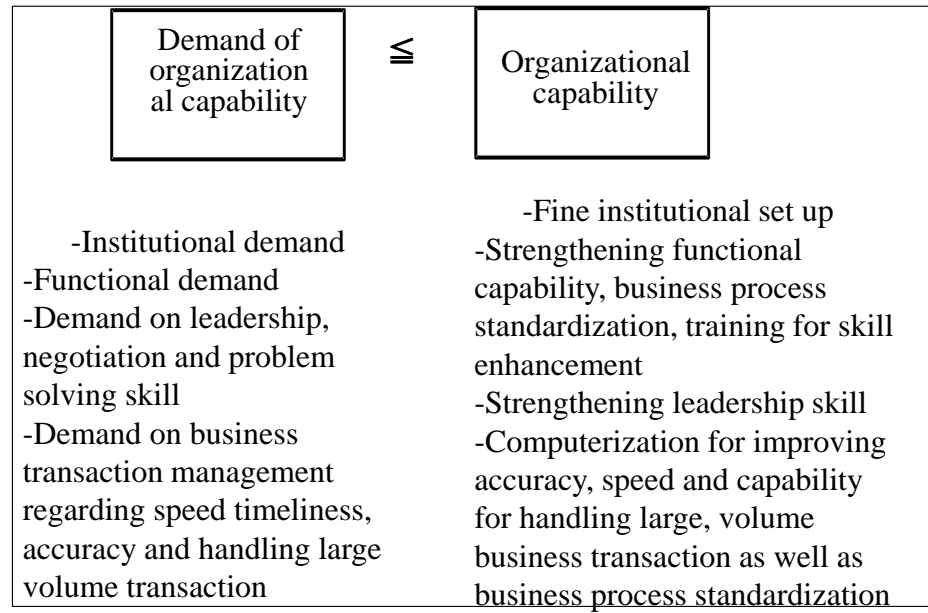 Demand of
organization
al capability
≦
Organizational
capability
-Institutional demand
-Functional demand
-Demand on leadership,
negotiation and problem
solving skill
-Demand on business
transaction management
regarding speed timeliness,
accuracy and handling large
volume transaction
-Fine institutional set up
-Strengthening functional
capability, business process
standardization, training for skill
enhancement
-Strengthening leadership skill
-Computerization for improving
accuracy, speed and capability
for handling large, volume
business transaction as well as
business process standardization